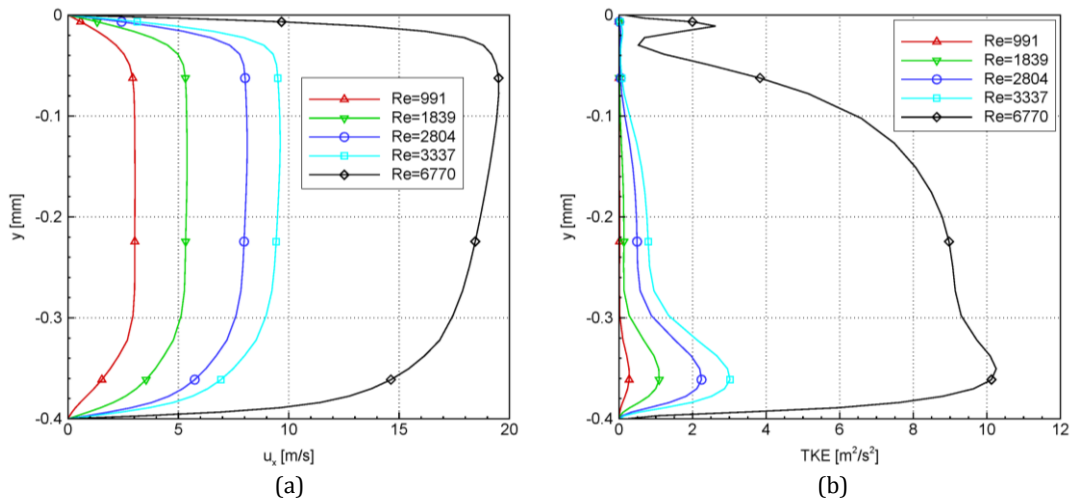 0
-0.1
-0.2
-0.3
-0.4
y [mm]
0
5
10
15
20
u_x [m/s]
Re=991
Re=1839
Re=2804
Re=3337
Re=6770
(a)
0
-0.1
-0.2
-0.3
-0.4
y [mm]
0
2
4
6
8
10
12
TKE [m²/s²]
Re=991
Re=1839
Re=2804
Re=3337
Re=6770
(b)